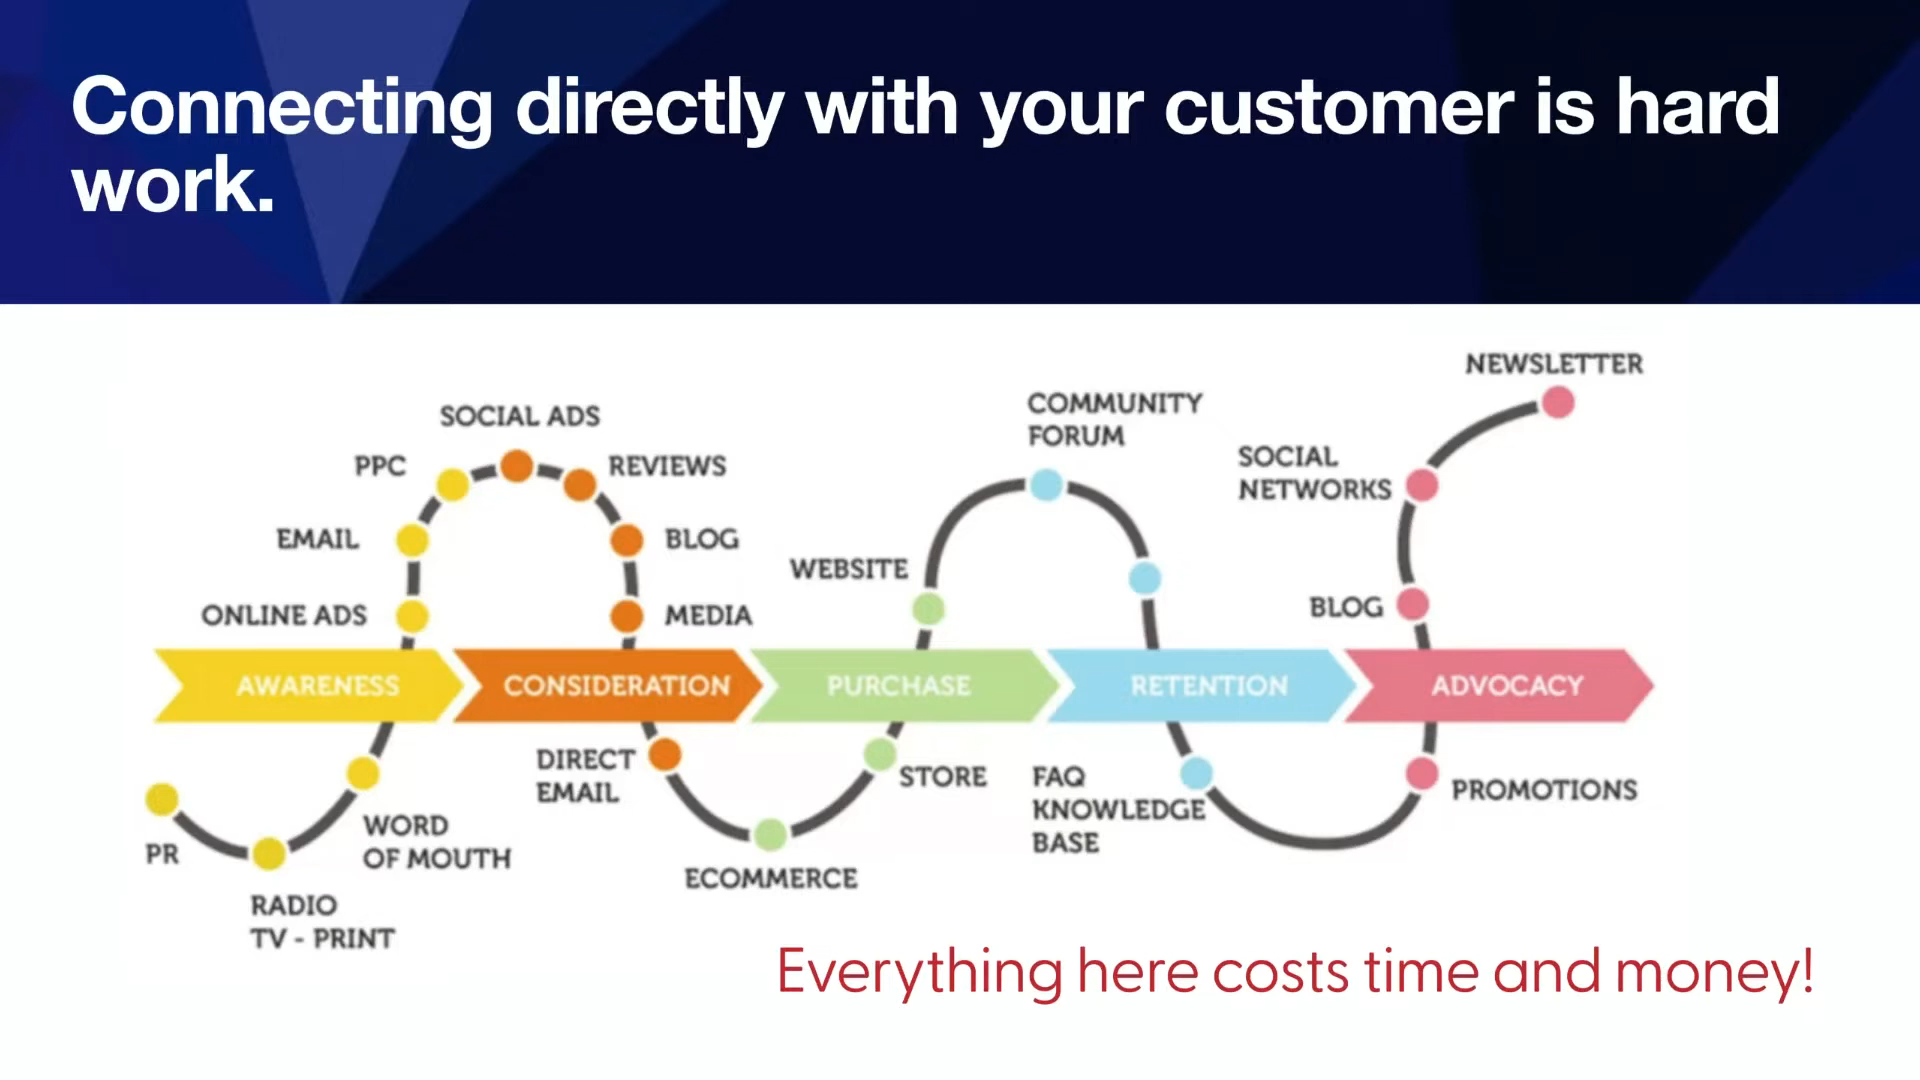 Connecting directly with your customer is hard
work.
NEWSLETTER
COMMUNITY
FORUM
SOCIAL ADS
SOCIAL
NETWORKS
PPC
REVIEWS
EMAIL
BLOG
WEBSITE
ONLINE ADS
MEDIA
BLOG
AWARENESS
CONSIDERATION
PURCHASE
RETENTION
ADVOCACY
DIRECT
EMAIL
STORE
FAQ
KNOWLEDGE
BASE
PROMOTIONS
PR
WORD
OF MOUTH
ECOMMERCE
RADIO
TV - PRINT
Everything here costs time and money!